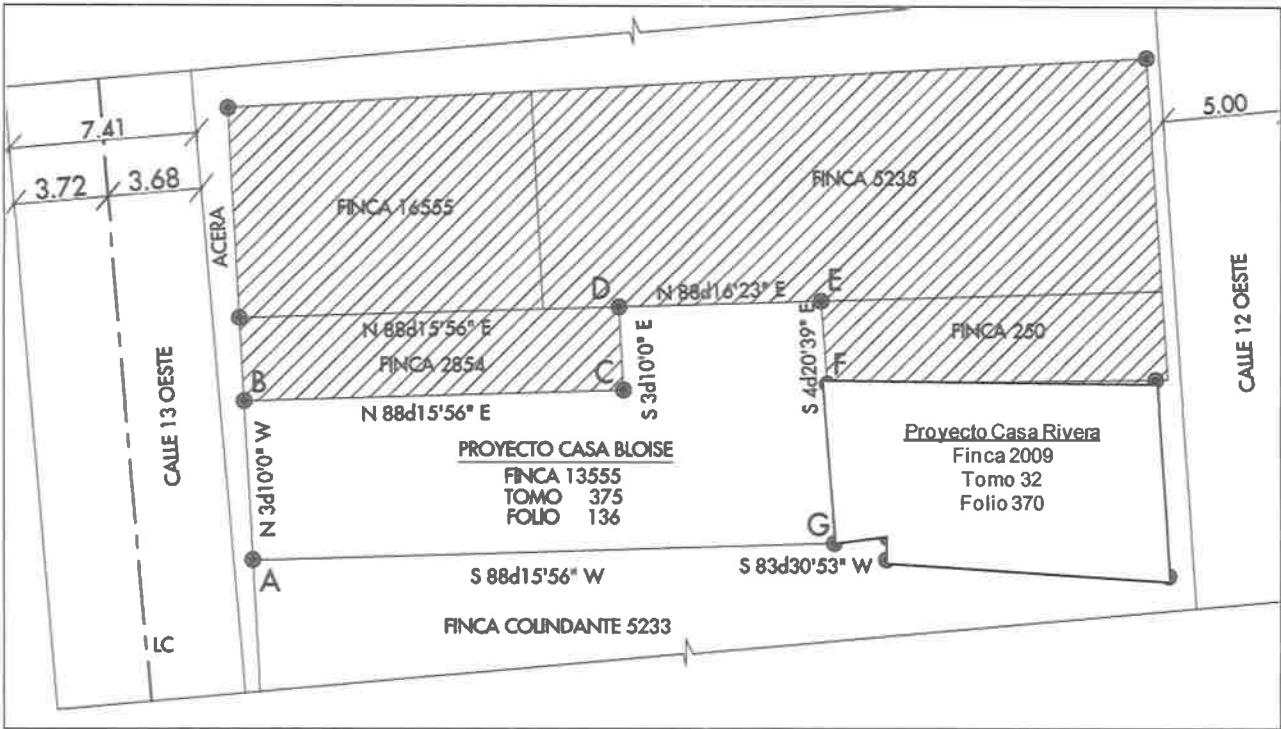 7.41
5.00
3.72
3.68
ACERA
FINCA 16555
FINCA 5235
D
N 88d16'23" E
E
N 88d15'56" E
S 3d10'0" E
S 4d20'39" E
FINCA 250
FINCA 2854
B
C
F
CALLE 13 OESTE
CALLE 12 OESTE
N 88d15'56" E
N 3d10'0" W
PROYECTO CASA BLOISE
FINCA 13555
TOMO 375
FOLIO 136
Proyecto Casa Rivera
Finca 2009
Tomo 32
Folio 370
G
A
S 88d15'56" W
S 83d30'53" W
FINCA COLINDANTE 5233
LC